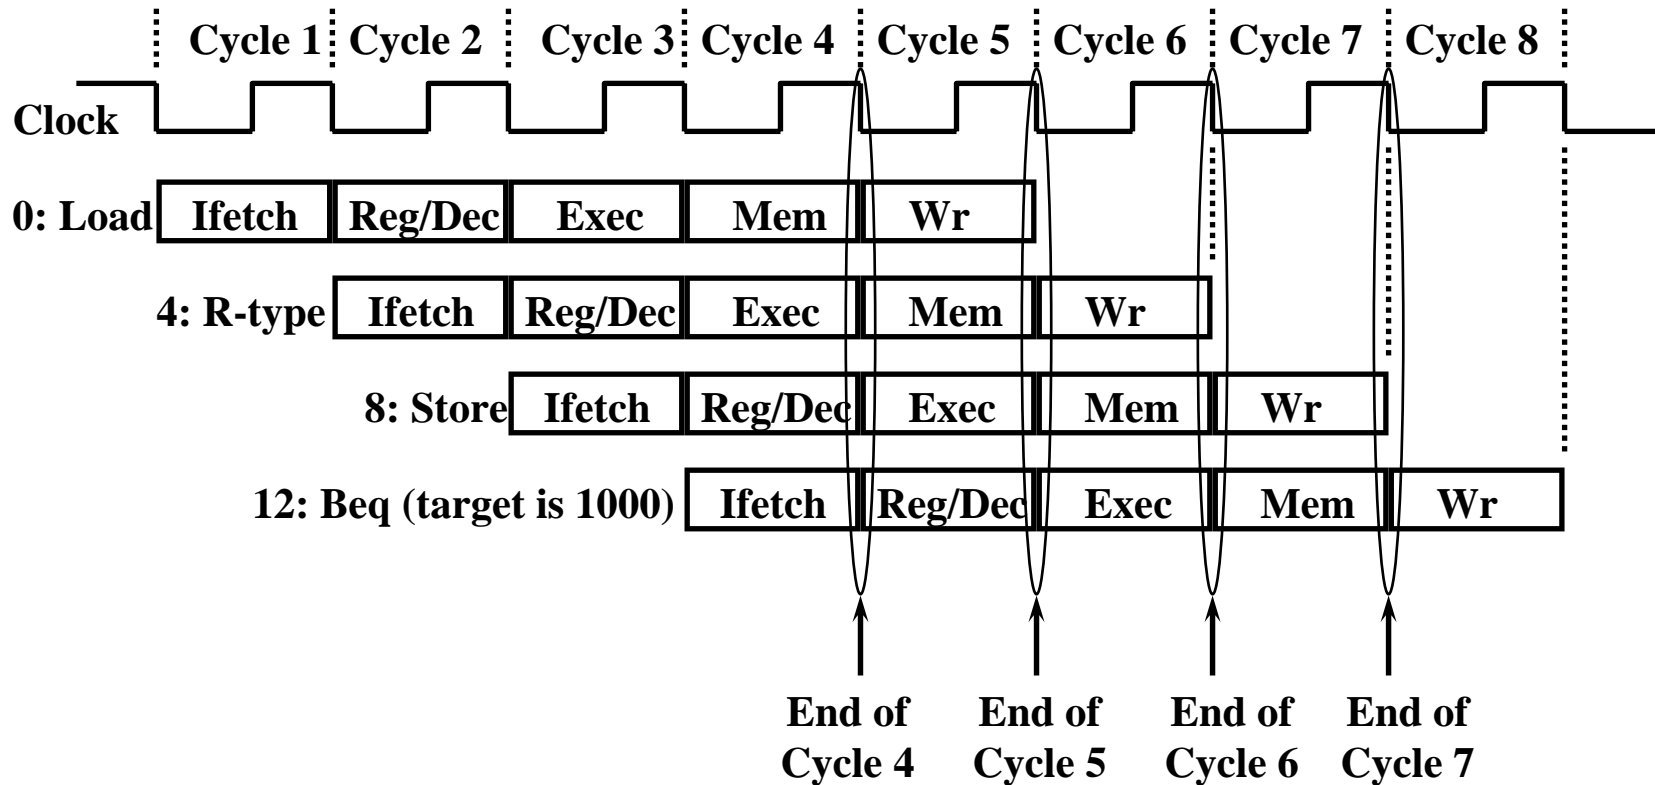 Cycle 1 Cycle 2 Cycle 3 Cycle 4 Cycle 5 Cycle 6 Cycle 7 Cycle 8
Clock
0: Load Ifetch Reg/Dec Exec Mem Wr
4: R-type Ifetch Reg/Dec Exec Mem Wr
8: Store Ifetch Reg/Dec Exec Mem Wr
12: Beq (target is 1000) Ifetch Reg/Dec Exec Mem Wr
End of Cycle 4
End of Cycle 5
End of Cycle 6
End of Cycle 7